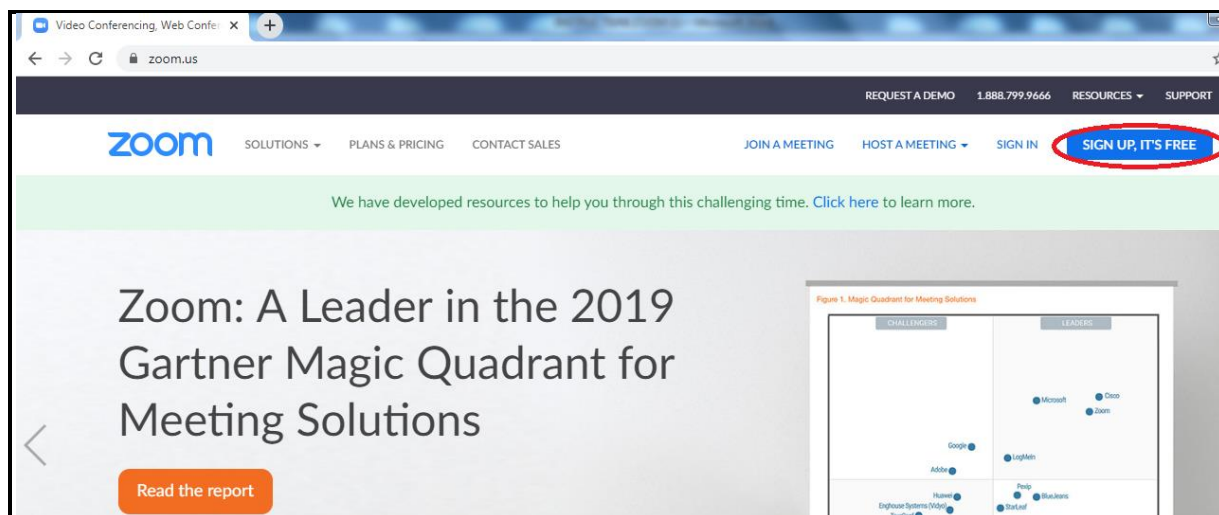 Video Conferencing, Web Confer
zoom.us
REQUEST A DEMO 1.888.799.9666 RESOURCES SUPPORT
zoom SOLUTIONS PLANS & PRICING CONTACT SALES JOIN A MEETING HOST A MEETING SIGN IN SIGN UP, IT'S FREE
We have developed resources to help you through this challenging time. Click here to learn more.
Zoom: A Leader in the 2019
Gartner Magic Quadrant for
Meeting Solutions
Read the report
Figure 1. Magic Quadrant for Meeting Solutions
CHALLENGERS LEADERS
Microsoft Cisco
Zoom
Google
LogMeIn
Adobe
Pexip
Huawei BlueJeans
Enghouse Systems (Vidyo) StarLeaf